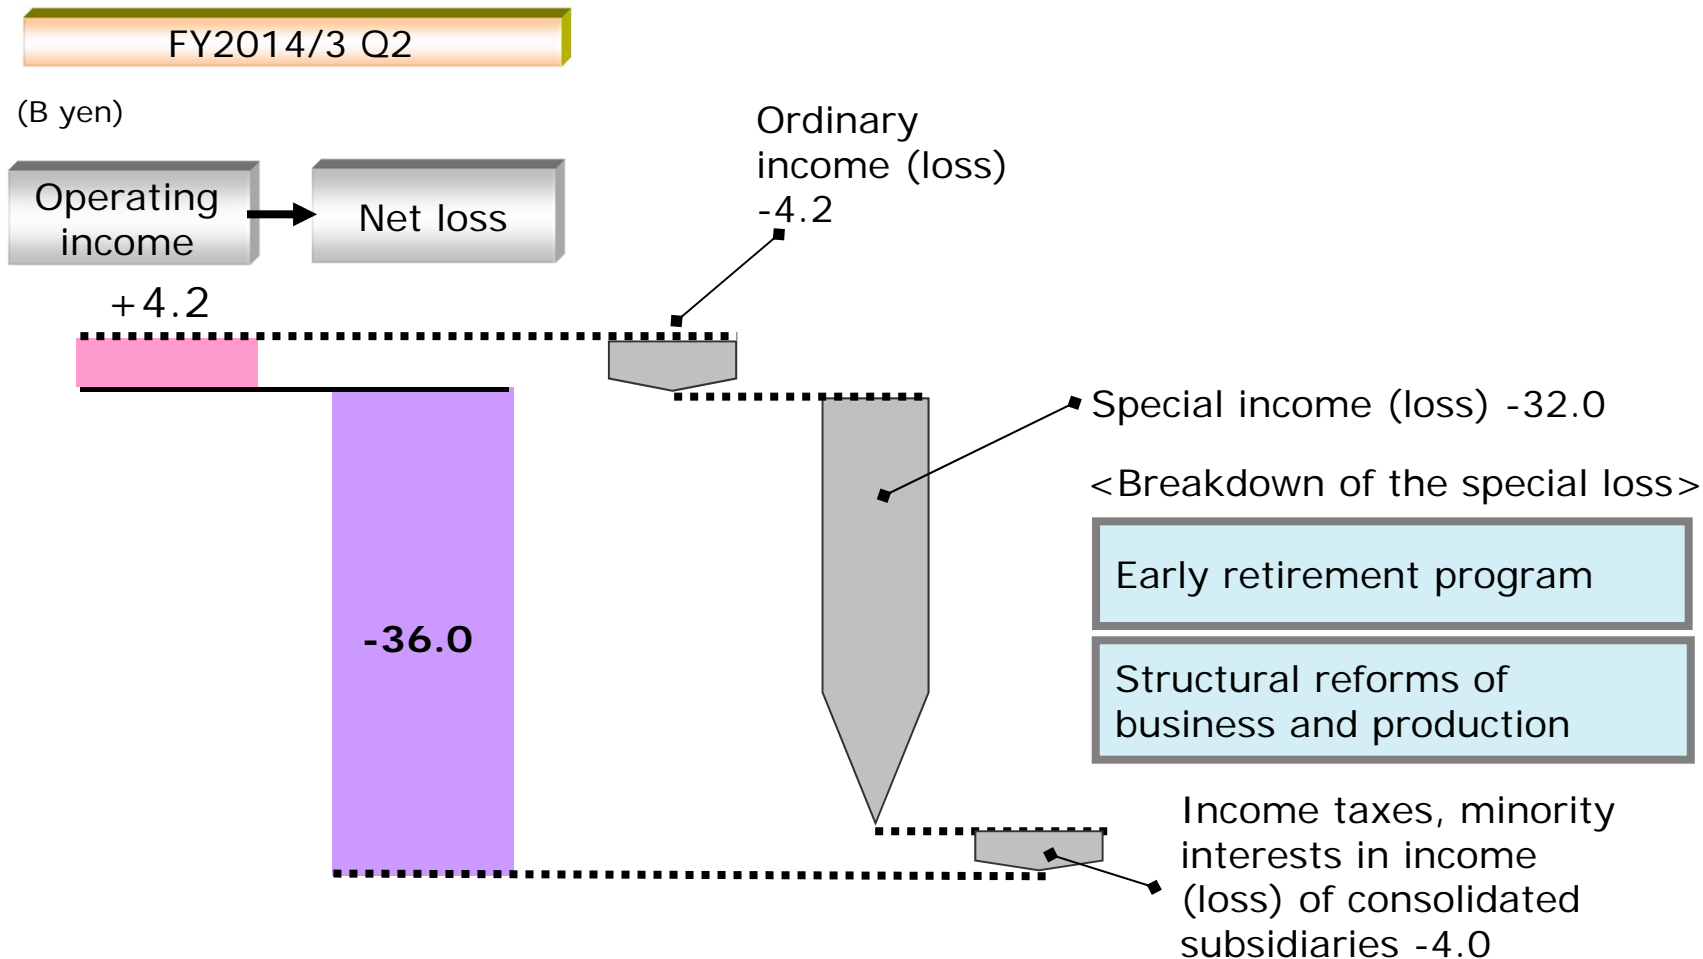 FY2014/3 Q2
(B yen)
Operating
income
Net loss
+4.2
Ordinary
income (loss)
-4.2
-36.0
Special income (loss) -32.0
<Breakdown of the special loss>
Early retirement program
Structural reforms of
business and production
Income taxes, minority
interests in income
(loss) of consolidated
subsidiaries -4.0